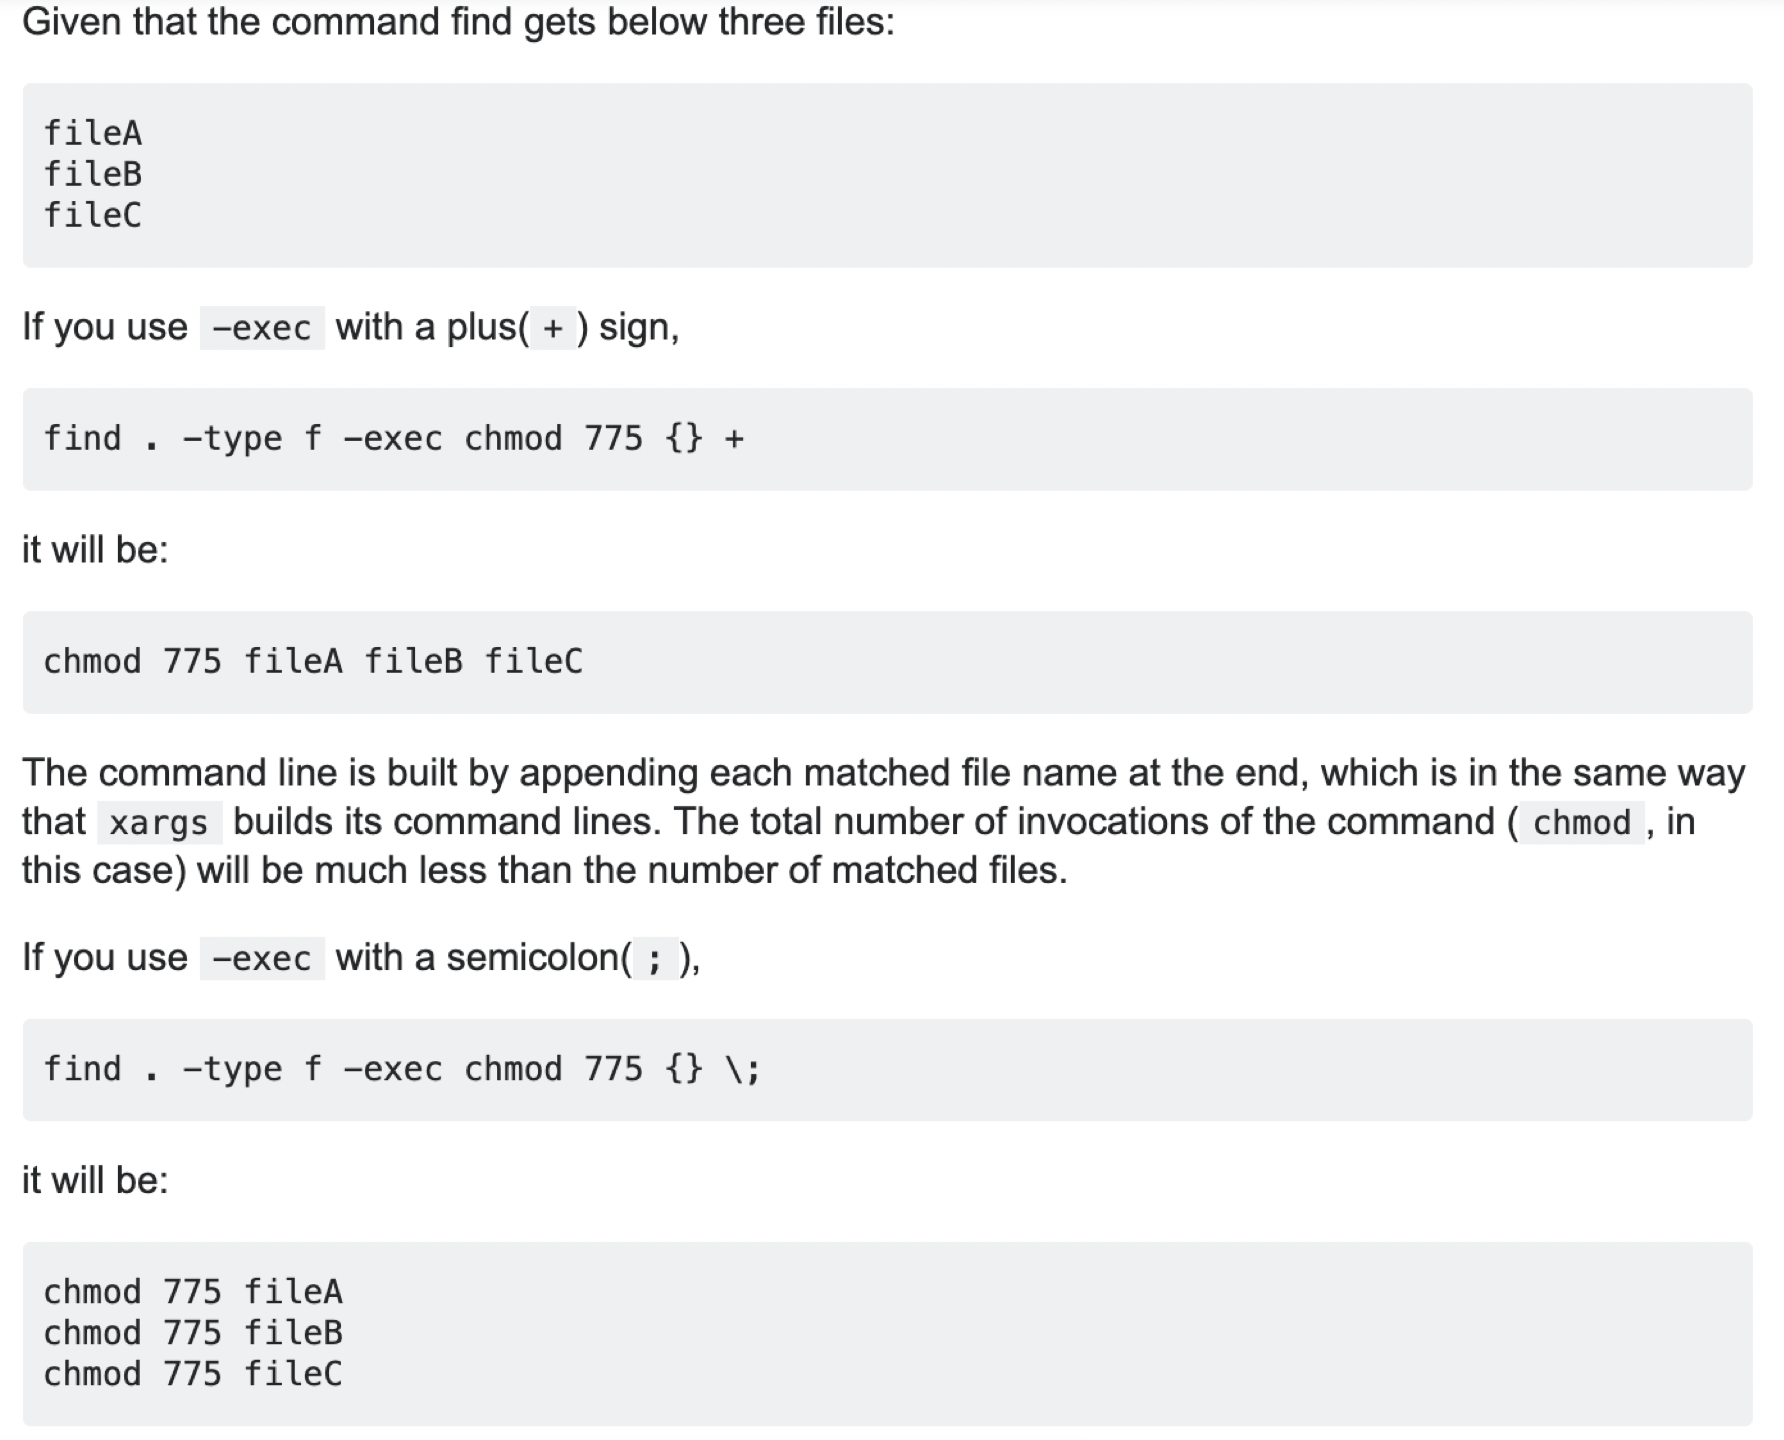 Given that the command find gets below three files:
fileA
fileB
fileC
If you use -exec with a plus( + ) sign,
find . -type f -exec chmod 775 {} +
it will be:
chmod 775 fileA fileB fileC
The command line is built by appending each matched file name at the end, which is in the same way
that xargs builds its command lines. The total number of invocations of the command ( chmod , in
this case) will be much less than the number of matched files.
If you use -exec with a semicolon( ; ),
find . -type f -exec chmod 775 {} \;
it will be:
chmod 775 fileA
chmod 775 fileB
chmod 775 fileC